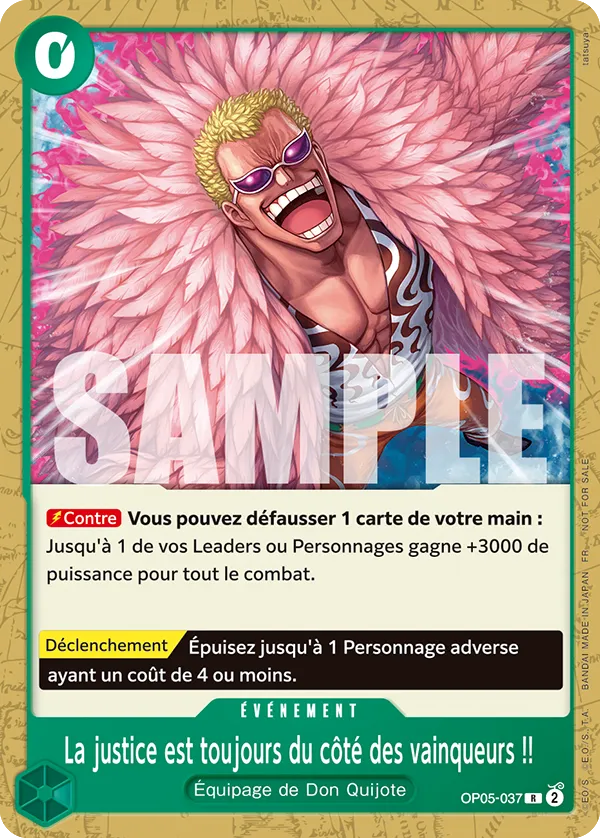 0
tatsuya
SAMPLE
Contre Vous pouvez défausser 1 carte de votre main :
Jusqu'à 1 de vos Leaders ou Personnages gagne +3000 de
puissance pour tout le combat.
Déclenchement Épuisez jusqu'à 1 Personnage adverse
ayant un coût de 4 ou moins.
ÉVÉNEMENT
La justice est toujours du côté des vainqueurs !!
Équipage de Don Quijote
OP05-037 R 2
©E.O./S. ©E.O./S.,T.A. BANDAI MADE IN JAPAN FR NOT FOR SALE